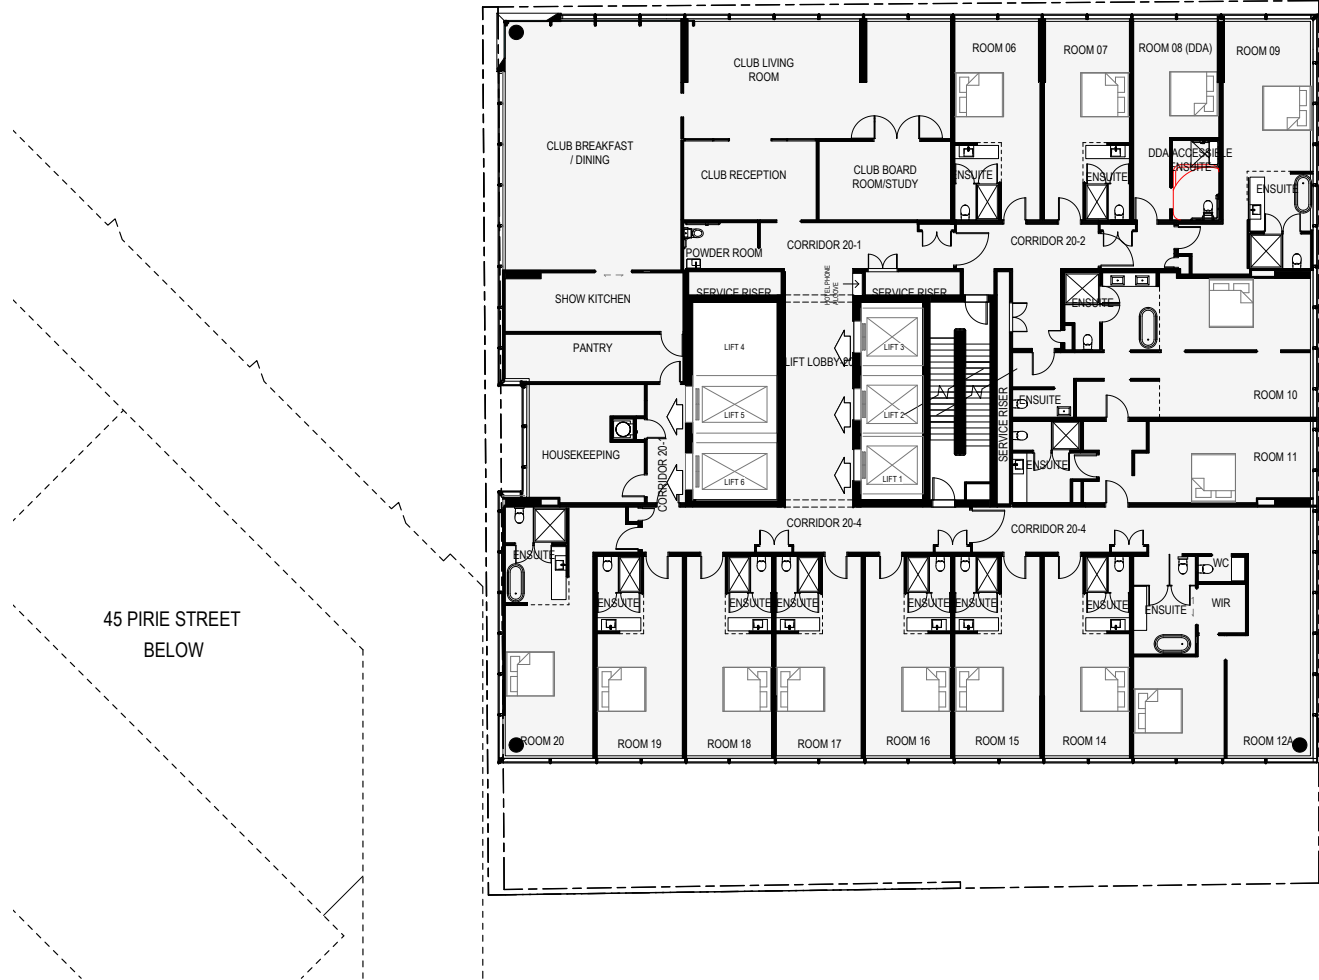 ROOM 06
ROOM 07
ROOM 08 (DDA)
ROOM 09
CLUB LIVING
ROOM
CLUB BREAKFAST
/ DINING
CLUB RECEPTION
CLUB BOARD
ROOM/STUDY
ENSUITE
ENSUITE
DDA ACCESSIBLE
ENSUITE
ENSUITE
POWDER ROOM
CORRIDOR 20-1
CORRIDOR 20-2
SERVICE RISER
HOTEL PHONE
ALCOVE
SERVICE RISER
SHOW KITCHEN
ENSUITE
PANTRY
LIFT 4
LIFT LOBBY 20
LIFT 3
ROOM 10
ENSUITE
LIFT 5
LIFT 2
SERVICE RISER
HOUSEKEEPING
CORRIDOR 20-
LIFT 6
LIFT 1
ENSUITE
ROOM 11
CORRIDOR 20-4
CORRIDOR 20-4
ENSUITE
WC
ENSUITE
ENSUITE
ENSUITE
ENSUITE
ENSUITE
ENSUITE
ENSUITE
WIR
45 PIRIE STREET
BELOW
ROOM 20
ROOM 19
ROOM 18
ROOM 17
ROOM 16
ROOM 15
ROOM 14
ROOM 12A